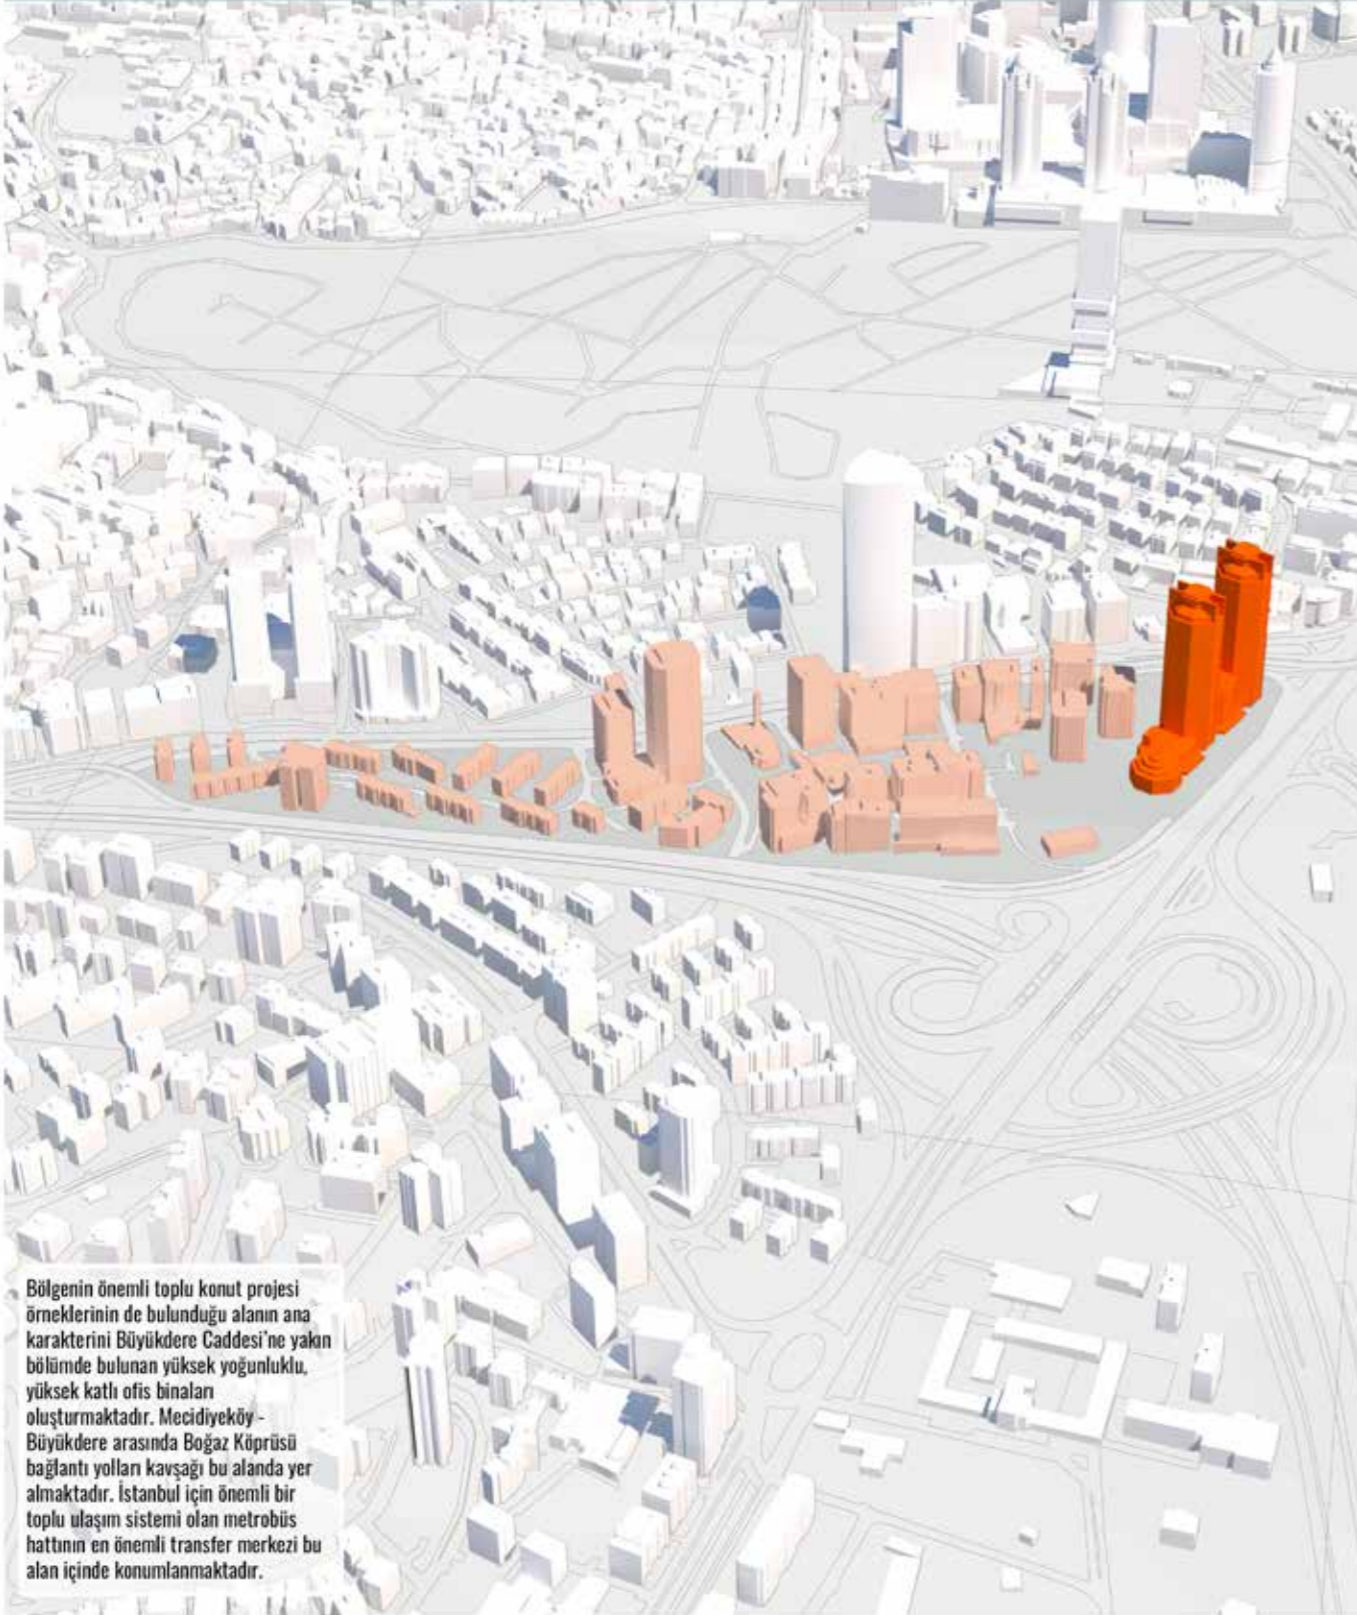 Bölgenin önemli toplu konut projesi
örneklerinin de bulunduğu alanın ana
karakterini Büyükdere Caddesi'ne yakın
bölümde bulunan yüksek yoğunluklu,
yüksek katlı ofis binaları
oluşturmaktadır. Mecidiyeköy -
Büyükdere arasında Boğaz Köprüsü
bağlantı yolları kavşağı bu alanda yer
almaktadır. İstanbul için önemli bir
toplu ulaşım sistemi olan metrobüs
hattının en önemli transfer merkezi bu
alan içinde konumlanmaktadır.